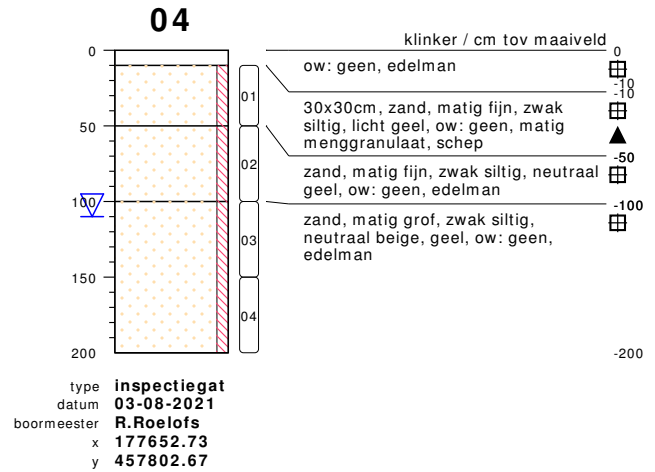 04
klinker / cm tov maaiveld
0
0
ow: geen, edelman
-10
-10
01
30x30cm, zand, matig fijn, zwak
siltig, licht geel, ow: geen, matig
menggranulaat, schep
50
-50
02
zand, matig fijn, zwak siltig, neutraal
geel, ow: geen, edelman
100
-100
zand, matig grof, zwak siltig,
neutraal beige, geel, ow: geen,
edelman
03
150
04
200
-200
type inspectiegat
datum 03-08-2021
boormeester R.Roelofs
x 177652.73
y 457802.67